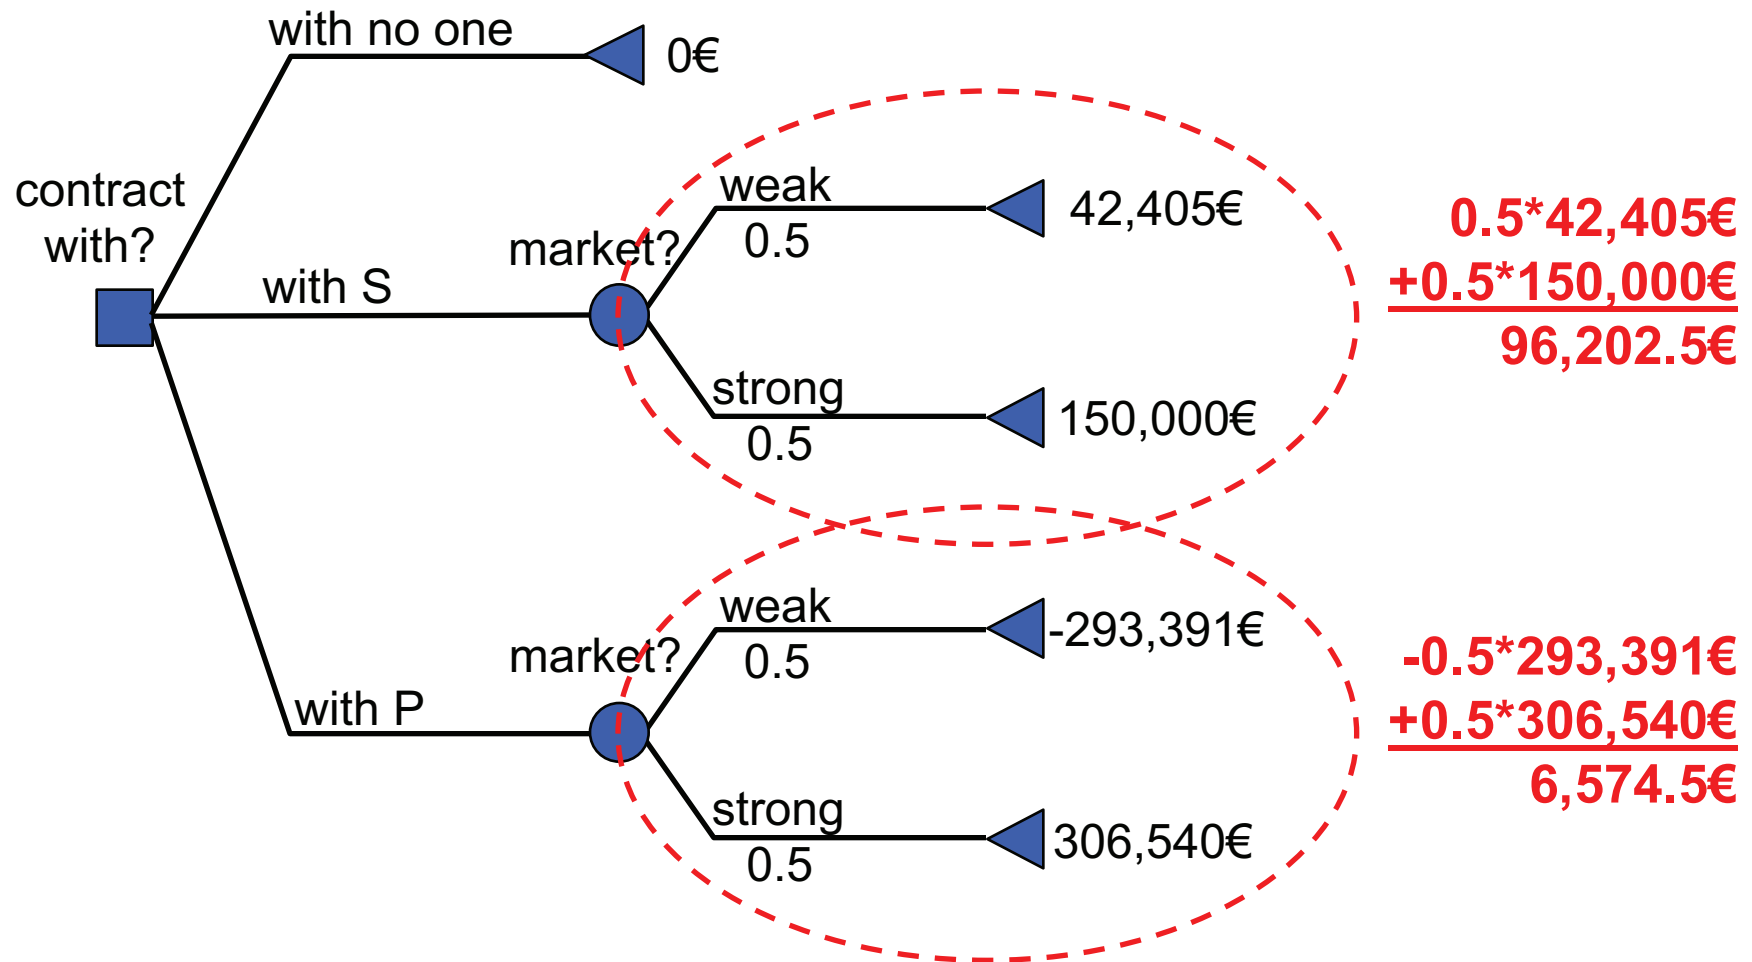 with no one
0€
contract
with?
with S
market?
weak
0.5
42,405€
strong
0.5
150,000€
0.5*42,405€
+0.5*150,000€
96,202.5€
with P
market?
weak
0.5
-293,391€
strong
0.5
306,540€
-0.5*293,391€
+0.5*306,540€
6,574.5€